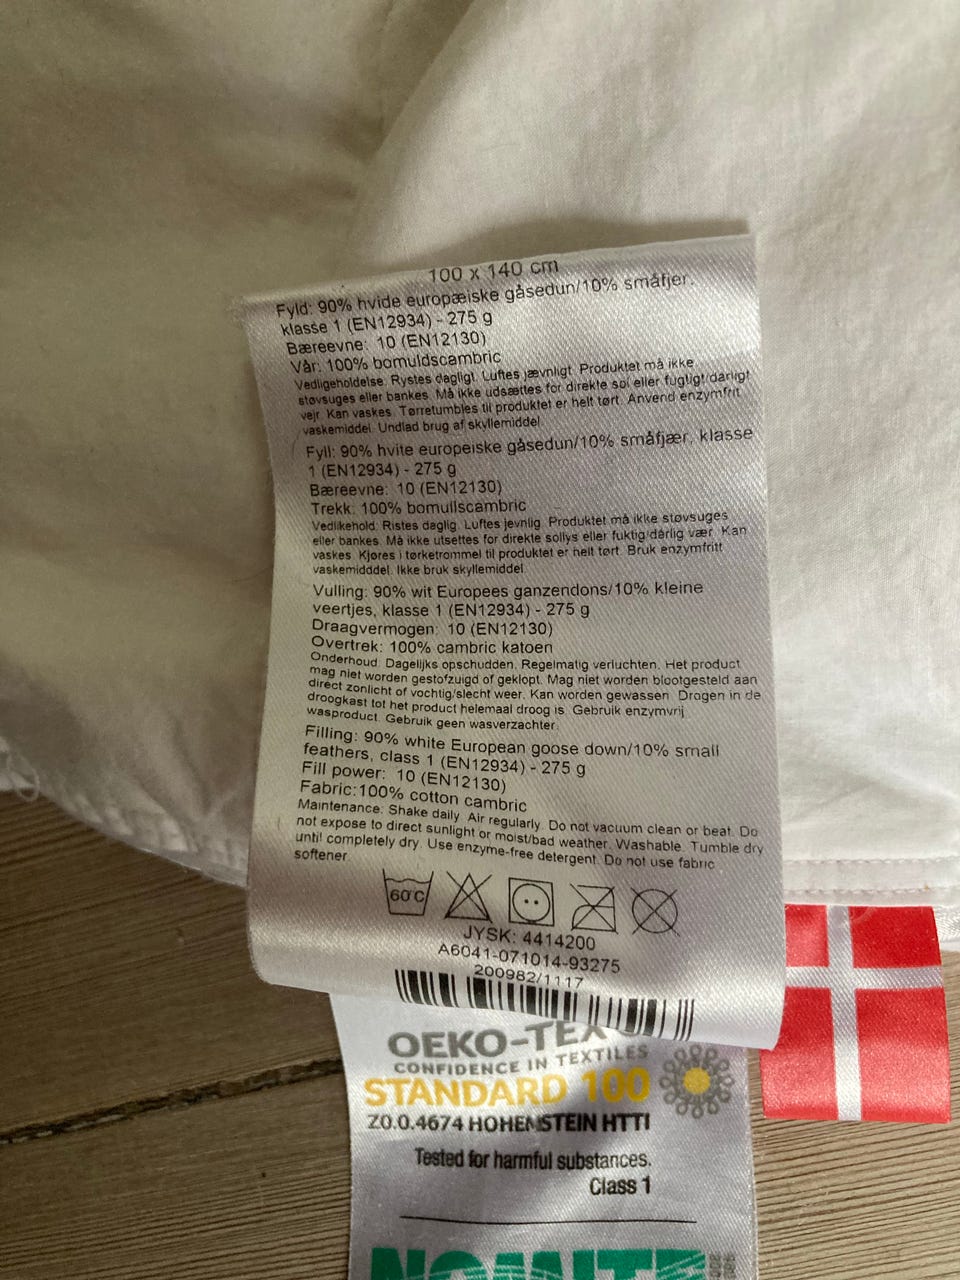 100 x 140 cm
Fyld: 90% hvide europæiske gåsedun/10% småfjer.
klasse 1 (EN12934) - 275 g
Bæreevne: 10 (EN12130)
Vår: 100% bomuldscambric
Vedligeholdelse: Rystes dagligt. Luftes jævnligt. Produktet må ikke
støvsuges eller bankes. Må ikke udsættes for direkte sol eller fugtigt/dårligt
vejr. Kan vaskes. Tørretumbles til produktet er helt tørt. Anvend enzymfrit
vaskemiddel. Undlad brug af skyllemiddel.
Fyll: 90% hvite europeiske gåsedun/10% småfjær, klasse
1 (EN12934) - 275 g
Bæreevne: 10 (EN12130)
Trekk: 100% bomullscambric
Vedlikehold: Ristes daglig. Luftes jevnlig. Produktet må ikke støvsuges
eller bankes. Må ikke utsettes for direkte sollys eller fuktig/dårlig vær. Kan
vaskes. Kjøres i tørketrommel til produktet er helt tørt. Bruk enzymfritt
vaskemidddel. Ikke bruk skyllemiddel.
Vulling: 90% wit Europees ganzendons/10% kleine
veertjes, klasse 1 (EN12934) - 275 g
Draagvermogen: 10 (EN12130)
Overtrek: 100% cambric katoen
Onderhoud: Dagelijks opschudden. Regelmatig verluchten. Het product
mag niet worden gestofzuigd of geklopt. Mag niet worden blootgesteld aan
direct zonlicht of vochtig/slecht weer. Kan worden gewassen. Drogen in de
droogkast tot het product helemaal droog is. Gebruik enzymvrij
wasproduct. Gebruik geen wasverzachter.
Filling: 90% white European goose down/10% small
feathers, class 1 (EN12934) - 275 g
Fill power: 10 (EN12130)
Fabric:100% cotton cambric
Maintenance: Shake daily. Air regularly. Do not vacuum clean or beat. Do
not expose to direct sunlight or moist/bad weather. Washable. Tumble dry
until completely dry. Use enzyme-free detergent. Do not use fabric
softener.
60°C
JYSK: 4414200
A6041-071014-93275
200982/1117
OEKO-TEX
CONFIDENCE IN TEXTILES
STANDARD 100
Z0.0.4674 HOHENSTEIN HTTI
Tested for harmful substances.
Class 1